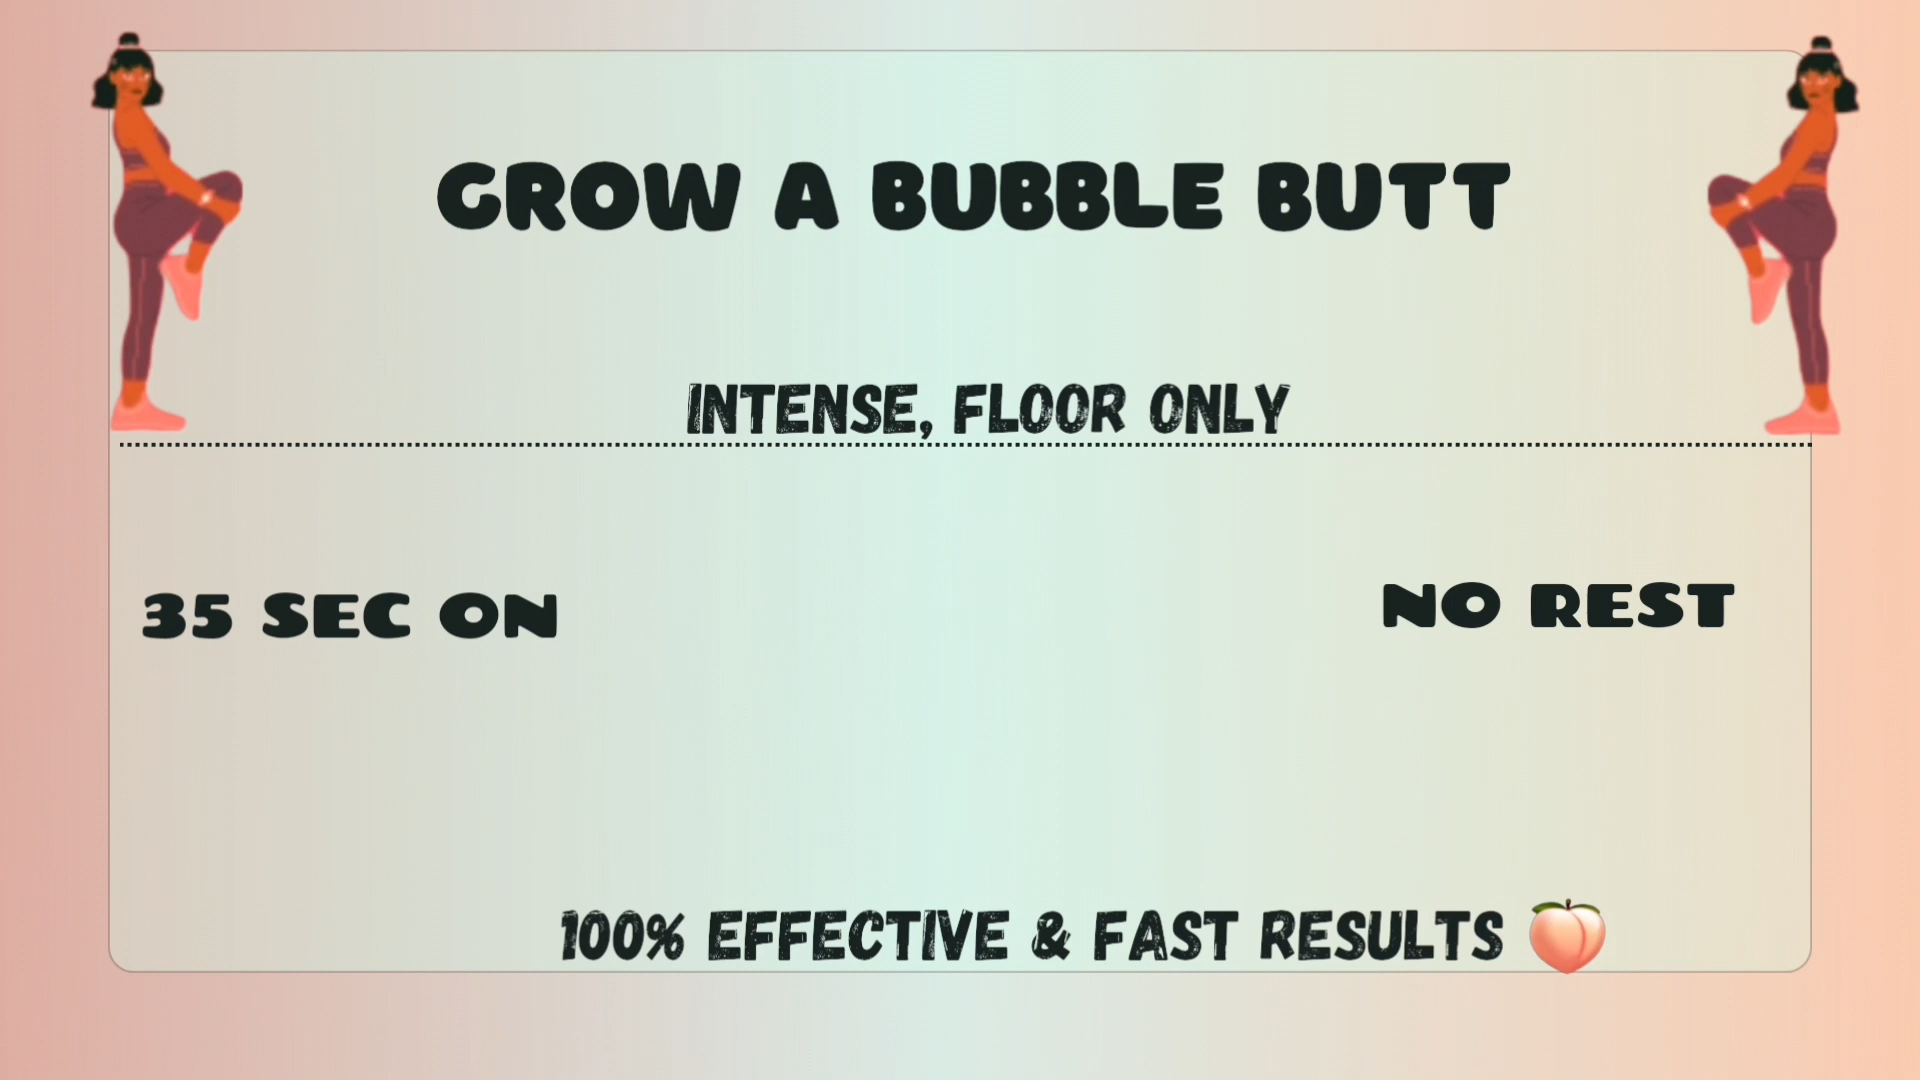 GROW A BUBBLE BUTT
INTENSE, FLOOR ONLY
35 SEC ON
NO REST
100% EFFECTIVE & FAST RESULTS 🍑